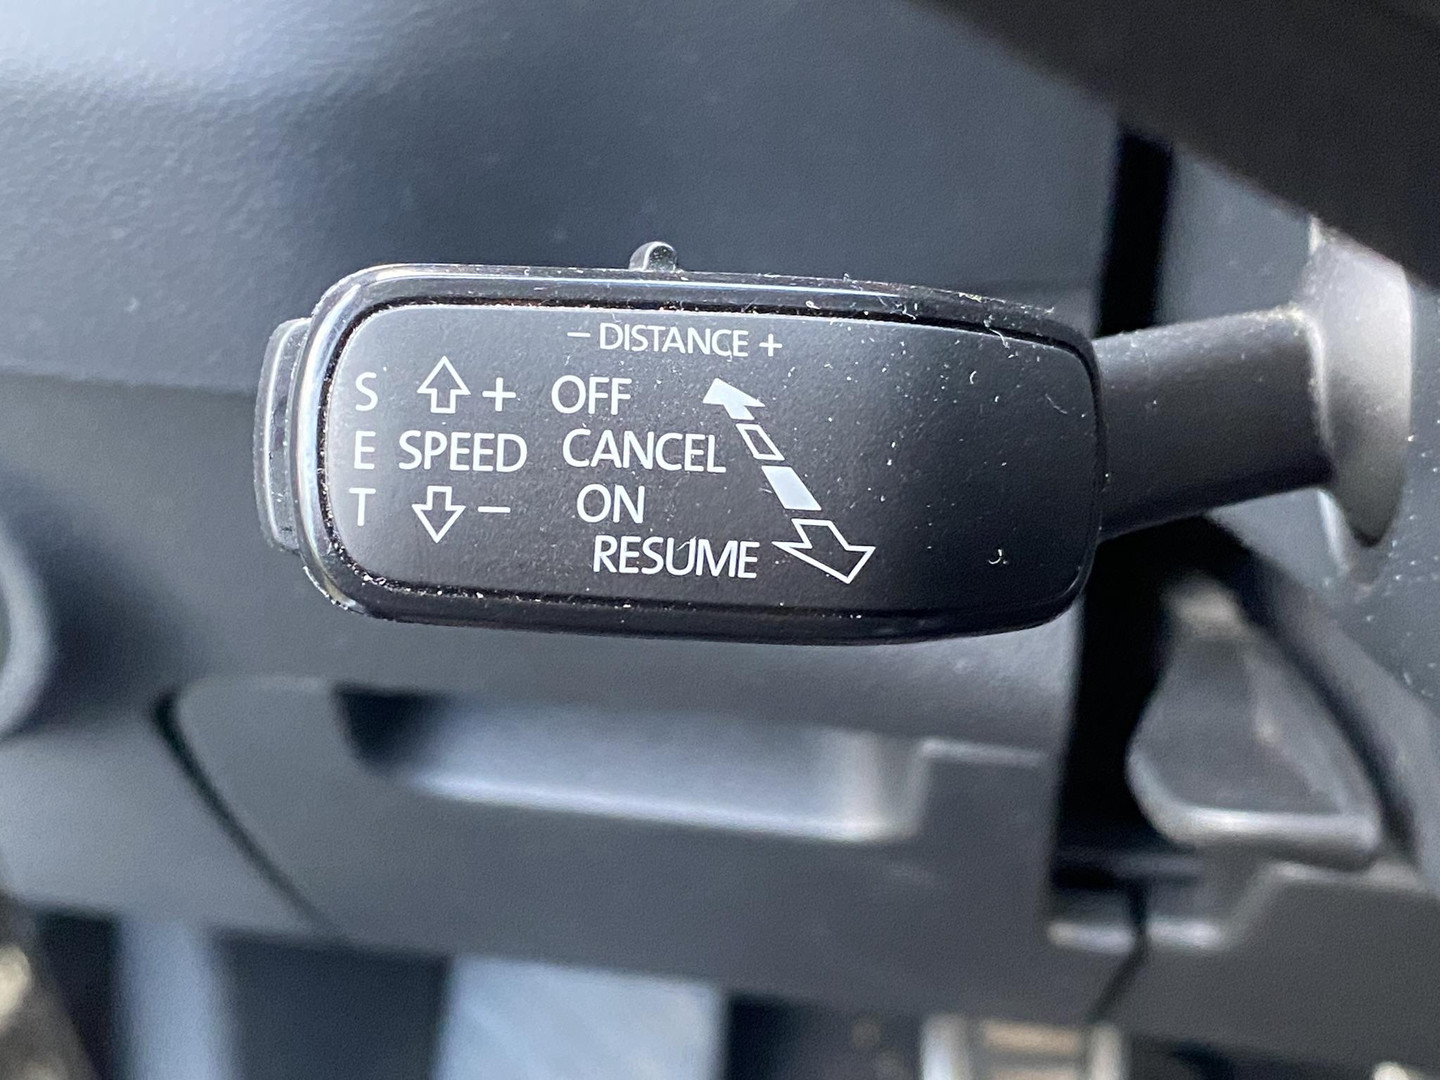 – DISTANCE +
S + OFF
E SPEED CANCEL
T – ON
RESUME